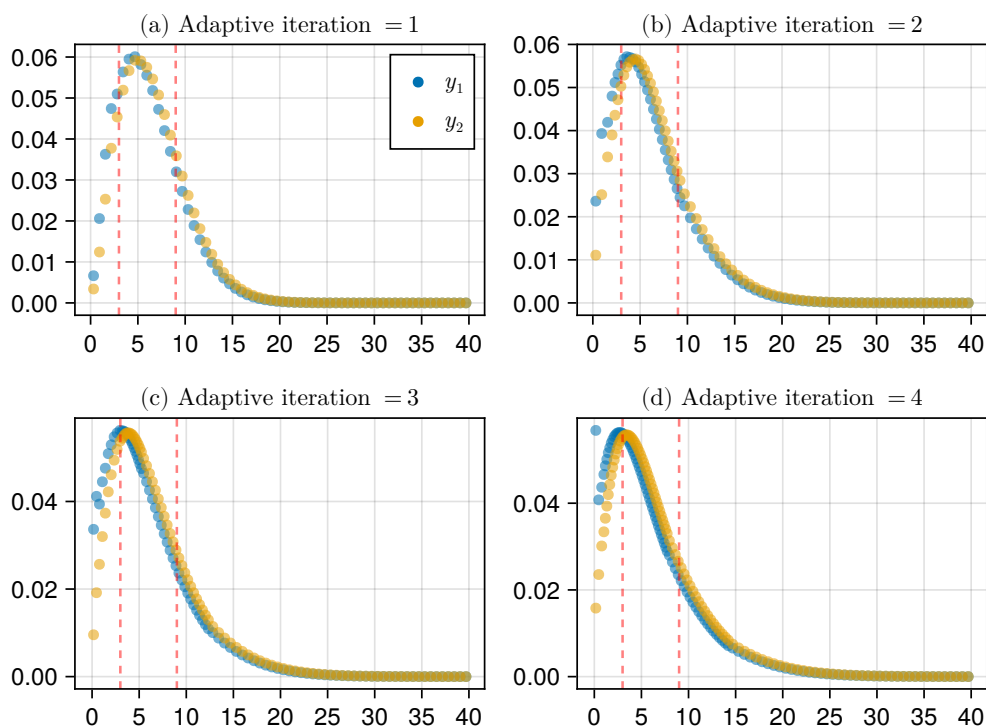 (a) Adaptive iteration = 1
0.06
0.05
0.04
0.03
0.02
0.01
0.00
0 5 10 15 20 25 30 35 40
y₁
y₂
(b) Adaptive iteration = 2
0.06
0.05
0.04
0.03
0.02
0.01
0.00
0 5 10 15 20 25 30 35 40
(c) Adaptive iteration = 3
0.04
0.02
0.00
0 5 10 15 20 25 30 35 40
(d) Adaptive iteration = 4
0.04
0.02
0.00
0 5 10 15 20 25 30 35 40